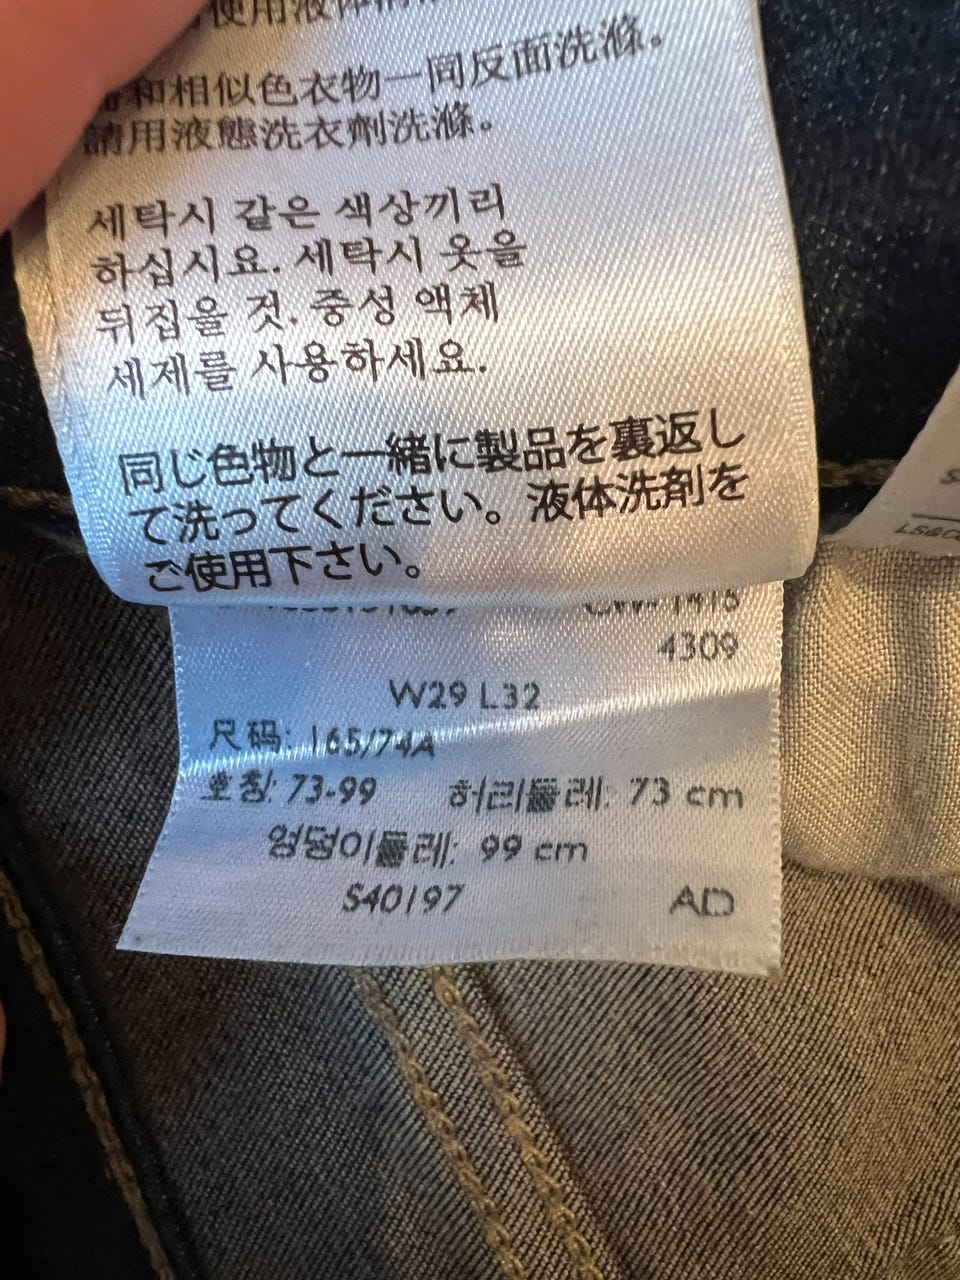 使用液体
和相似色衣物一同反面洗滌。
請用液態洗衣劑洗滌。
세탁시 같은 색상끼리
하십시요. 세탁시 옷을
뒤집을 것. 중성 액체
세제를 사용하세요.
同じ色物と一緒に製品を裏返し
て洗ってください。液体洗剤を
ご使用下さい。
4309
W29 L32
尺码: 165/74A
호칭: 73-99 허리둘레: 73 cm
엉덩이둘레: 99 cm
S40197 AD